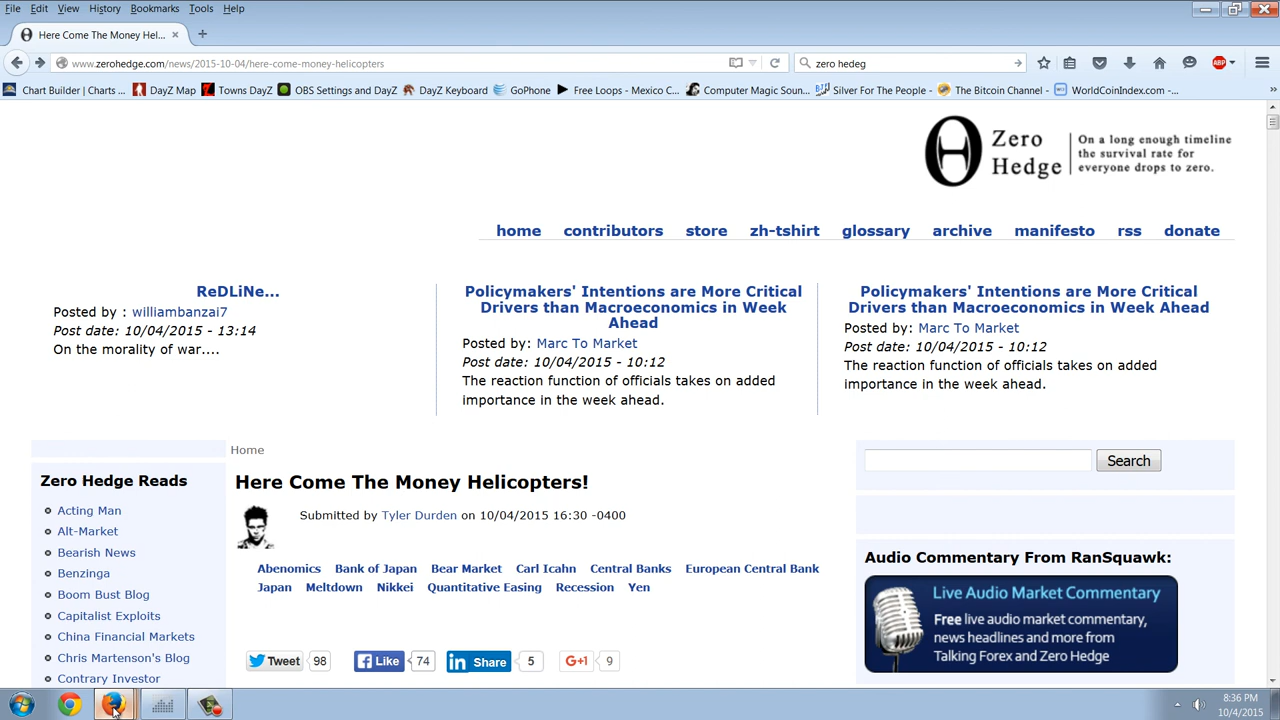 File Edit View History Bookmarks Tools Help
Here Come The Money Hel...
www.zerohedge.com/news/2015-10-04/here-come-money-helicopters
zero hedeg
ABP
Chart Builder | Charts ... DayZ Map Towns DayZ OBS Settings and DayZ DayZ Keyboard GoPhone Free Loops - Mexico C... Computer Magic Soun... Silver For The People - ... The Bitcoin Channel - ... WorldCoinIndex.com -...
Zero Hedge
On a long enough timeline
the survival rate for
everyone drops to zero.
home contributors store zh-tshirt glossary archive manifesto rss donate
ReDLiNe...
Posted by : williambanzai7
Post date: 10/04/2015 - 13:14
On the morality of war....
Policymakers' Intentions are More Critical
Drivers than Macroeconomics in Week
Ahead
Posted by: Marc To Market
Post date: 10/04/2015 - 10:12
The reaction function of officials takes on added
importance in the week ahead.
Policymakers' Intentions are More Critical
Drivers than Macroeconomics in Week Ahead
Posted by: Marc To Market
Post date: 10/04/2015 - 10:12
The reaction function of officials takes on added
importance in the week ahead.
Zero Hedge Reads
Acting Man
Alt-Market
Bearish News
Benzinga
Boom Bust Blog
Capitalist Exploits
China Financial Markets
Chris Martenson's Blog
Contrary Investor
Home
Here Come The Money Helicopters!
Submitted by Tyler Durden on 10/04/2015 16:30 -0400
Abenomics Bank of Japan Bear Market Carl Icahn Central Banks European Central Bank
Japan Meltdown Nikkei Quantitative Easing Recession Yen
Tweet 98 Like 74 in Share 5 G+1 9
Search
Audio Commentary From RanSquawk:
Live Audio Market Commentary
Free live audio market commentary,
news headlines and more from
Talking Forex and Zero Hedge
8:36 PM
10/4/2015